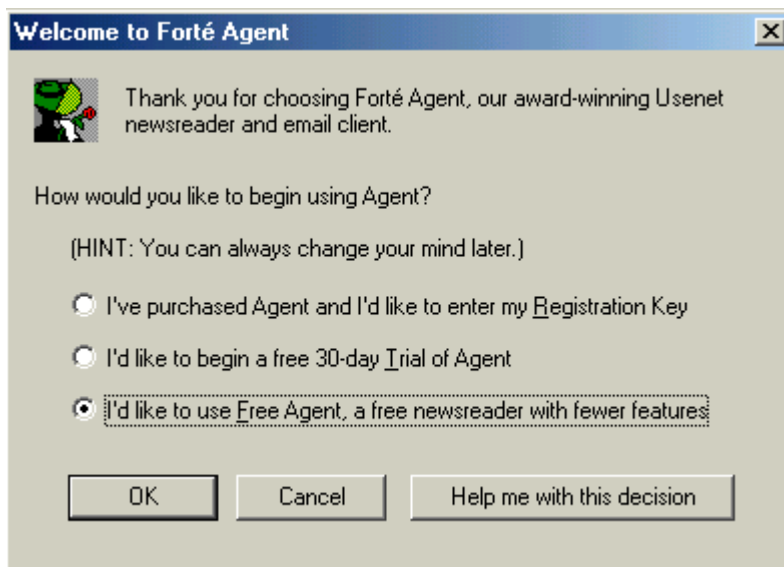 Welcome to Forté Agent
Thank you for choosing Forté Agent, our award-winning Usenet
newsreader and email client.
How would you like to begin using Agent?
(HINT: You can always change your mind later.)
I've purchased Agent and I'd like to enter my Registration Key
I'd like to begin a free 30-day Trial of Agent
I'd like to use Free Agent, a free newsreader with fewer features
OK Cancel Help me with this decision